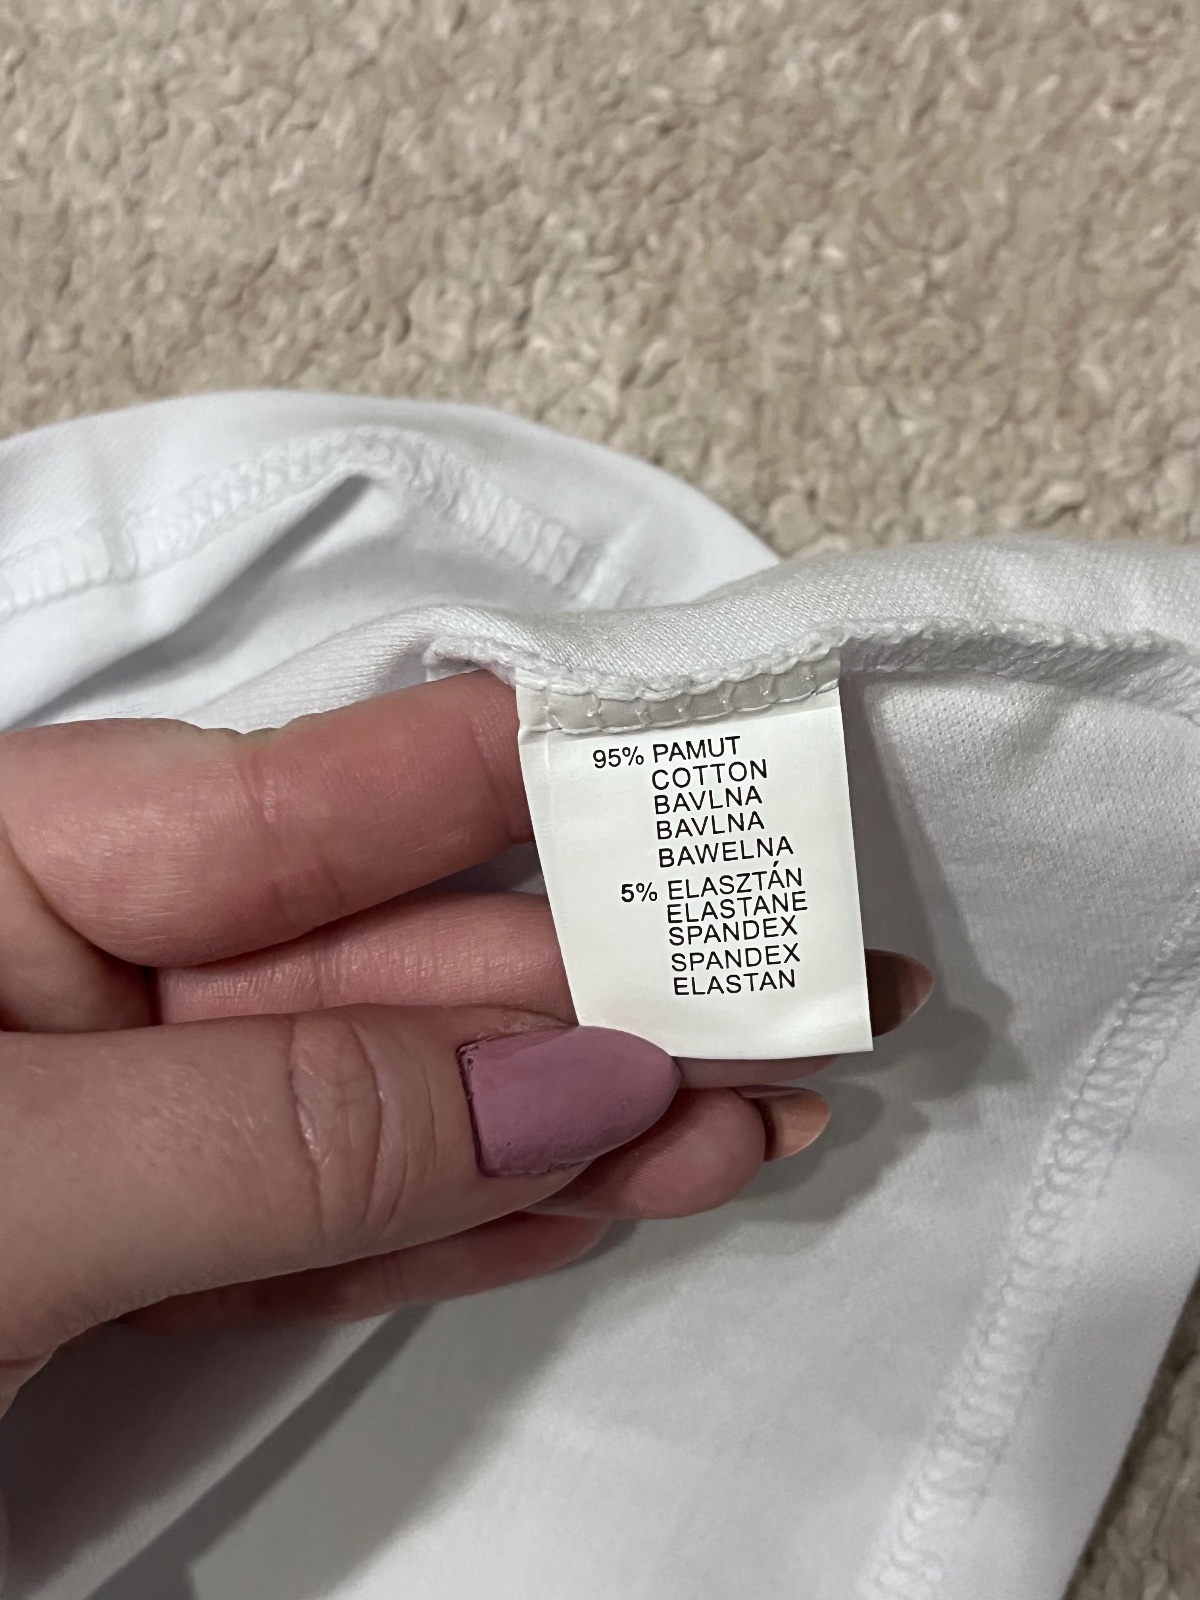 95% PAMUT
COTTON
BAVLNA
BAVLNA
BAWELNA
5% ELASZTÁN
ELASTANE
SPANDEX
SPANDEX
ELASTAN